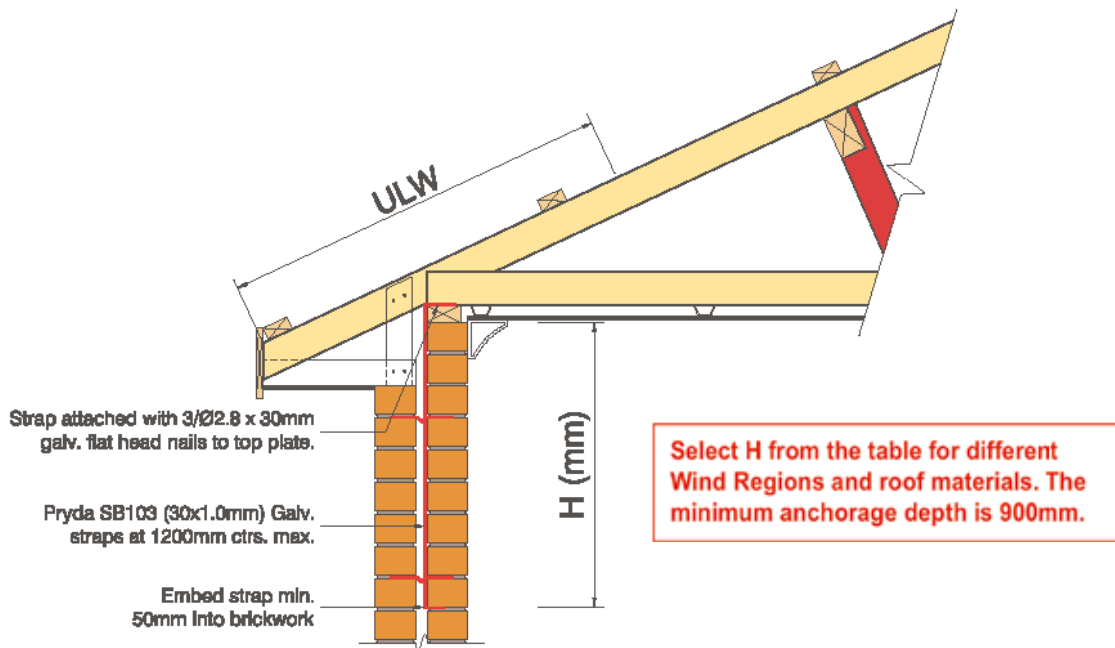 ULW
Strap attached with 3/Ø2.8 x 30mm
galv. flat head nails to top plate.
Pryda SB103 (30x1.0mm) Galv.
straps at 1200mm ctrs. max.
Embed strap min.
50mm into brickwork
H (mm)
Select H from the table for different
Wind Regions and roof materials. The
minimum anchorage depth is 900mm.